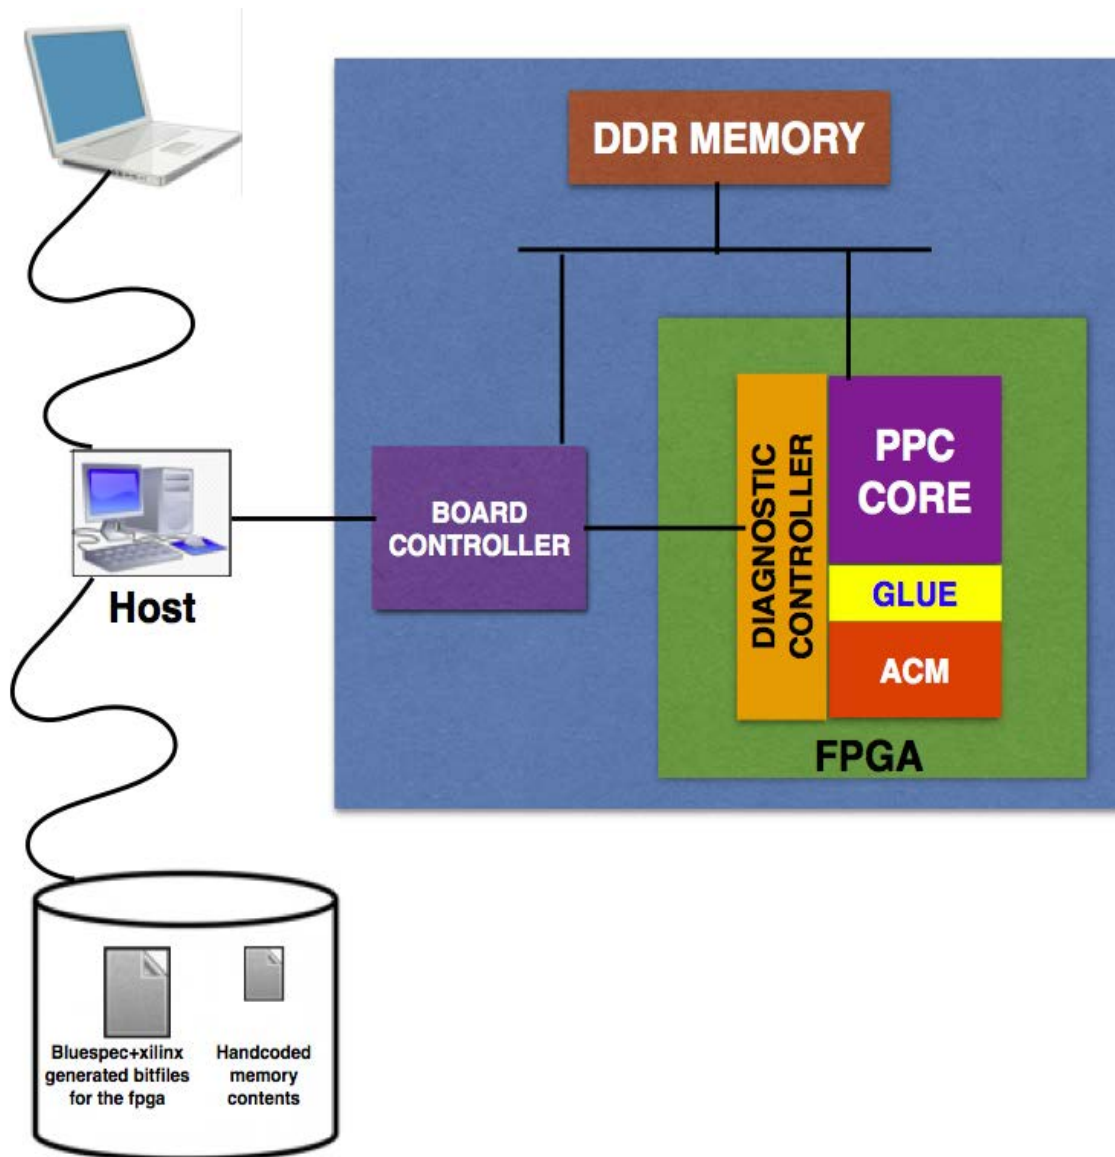 DDR MEMORY
BOARD
CONTROLLER
DIAGNOSTIC
CONTROLLER
PPC
CORE
GLUE
ACM
FPGA
Host
Bluespec+xilinx
generated bitfiles
for the fpga
Handcoded
memory
contents